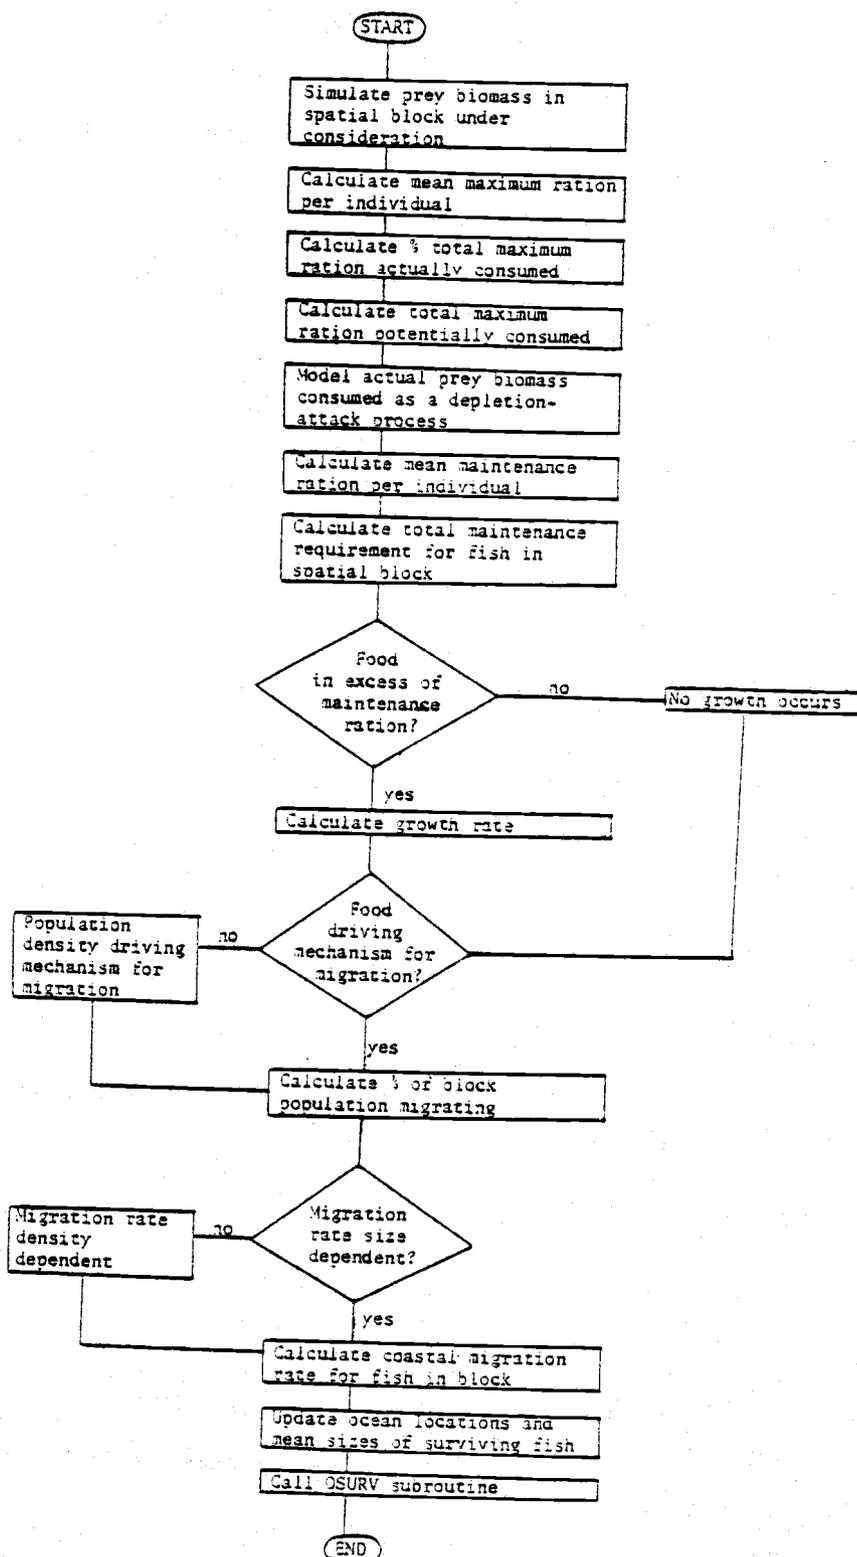 START
Simulate prey biomass in
spatial block under
consideration
Calculate mean maximum ration
per individual
Calculate % total maximum
ration actually consumed
Calculate total maximum
ration potentially consumed
Model actual prey biomass
consumed as a depletion-
attack process
Calculate mean maintenance
ration per individual
Calculate total maintenance
requirement for fish in
spatial block
Food
in excess of
maintenance
ration?
no
No growth occurs
yes
Calculate growth rate
Food
driving
mechanism for
migration?
no
Population
density driving
mechanism for
migration
yes
Calculate % of block
population migrating
Migration
rate size
dependent?
no
Migration rate
density
dependent
yes
Calculate coastal migration
rate for fish in block
Update ocean locations and
mean sizes of surviving fish
Call OSURV subroutine
END